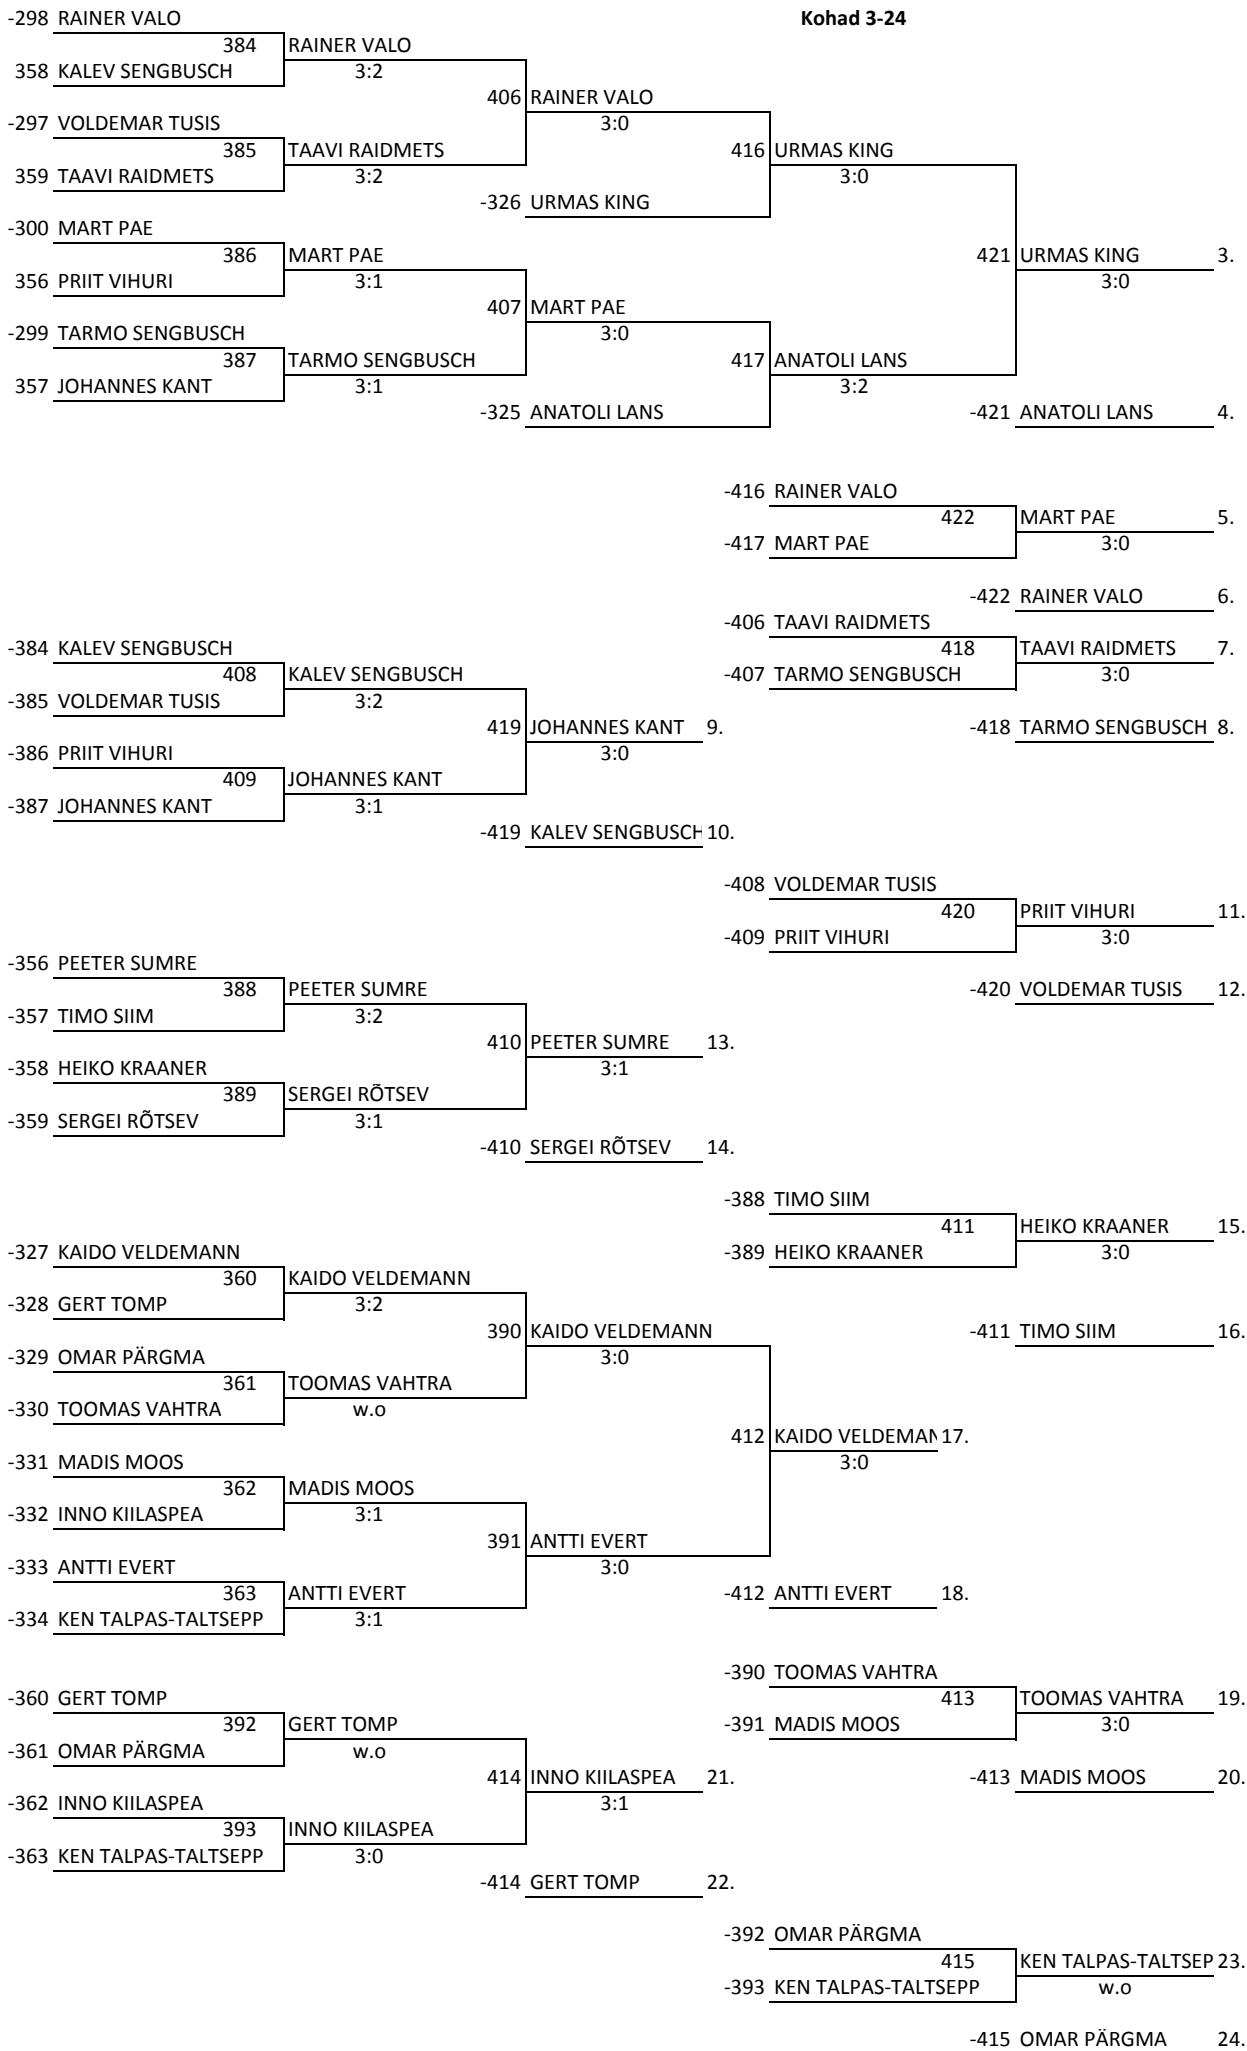 -298 RAINER VALO Kohad 3-24
384 RAINER VALO
358 KALEV SENGBUSCH 3:2
406 RAINER VALO
-297 VOLDEMAR TUSIS 3:0
385 TAAVI RAIDMETS 416 URMAS KING
359 TAAVI RAIDMETS 3:2 3:0
-326 URMAS KING
-300 MART PAE
386 MART PAE 421 URMAS KING 3.
356 PRIIT VIHURI 3:1 3:0
407 MART PAE
-299 TARMO SENGBUSCH 3:0
387 TARMO SENGBUSCH 417 ANATOLI LANS
357 JOHANNES KANT 3:1 3:2
-325 ANATOLI LANS -421 ANATOLI LANS 4.
-416 RAINER VALO
422 MART PAE 5.
-417 MART PAE 3:0
-422 RAINER VALO 6.
-406 TAAVI RAIDMETS
-384 KALEV SENGBUSCH 418 TAAVI RAIDMETS 7.
408 KALEV SENGBUSCH -407 TARMO SENGBUSCH 3:0
-385 VOLDEMAR TUSIS 3:2
419 JOHANNES KANT 9. -418 TARMO SENGBUSCH 8.
-386 PRIIT VIHURI 3:0
409 JOHANNES KANT
-387 JOHANNES KANT 3:1
-419 KALEV SENGBUSCH 10.
-408 VOLDEMAR TUSIS
420 PRIIT VIHURI 11.
-409 PRIIT VIHURI 3:0
-356 PEETER SUMRE
388 PEETER SUMRE -420 VOLDEMAR TUSIS 12.
-357 TIMO SIIM 3:2
410 PEETER SUMRE 13.
-358 HEIKO KRAANER 3:1
389 SERGEI RÕTSEV
-359 SERGEI RÕTSEV 3:1
-410 SERGEI RÕTSEV 14.
-388 TIMO SIIM
411 HEIKO KRAANER 15.
-327 KAIDO VELDEMANN -389 HEIKO KRAANER 3:0
360 KAIDO VELDEMANN
-328 GERT TOMP 3:2
390 KAIDO VELDEMANN -411 TIMO SIIM 16.
-329 OMAR PÄRGMA 3:0
361 TOOMAS VAHTRA
-330 TOOMAS VAHTRA w.o
412 KAIDO VELDEMAN 17.
-331 MADIS MOOS 3:0
362 MADIS MOOS
-332 INNO KIILASPEA 3:1
391 ANTTI EVERT
-333 ANTTI EVERT 3:0
363 ANTTI EVERT -412 ANTTI EVERT 18.
-334 KEN TALPAS-TALTSEPP 3:1
-390 TOOMAS VAHTRA
-360 GERT TOMP 413 TOOMAS VAHTRA 19.
392 GERT TOMP -391 MADIS MOOS 3:0
-361 OMAR PÄRGMA w.o
414 INNO KIILASPEA 21. -413 MADIS MOOS 20.
-362 INNO KIILASPEA 3:1
393 INNO KIILASPEA
-363 KEN TALPAS-TALTSEPP 3:0
-414 GERT TOMP 22.
-392 OMAR PÄRGMA
415 KEN TALPAS-TALTSEP 23.
-393 KEN TALPAS-TALTSEPP w.o
-415 OMAR PÄRGMA 24.